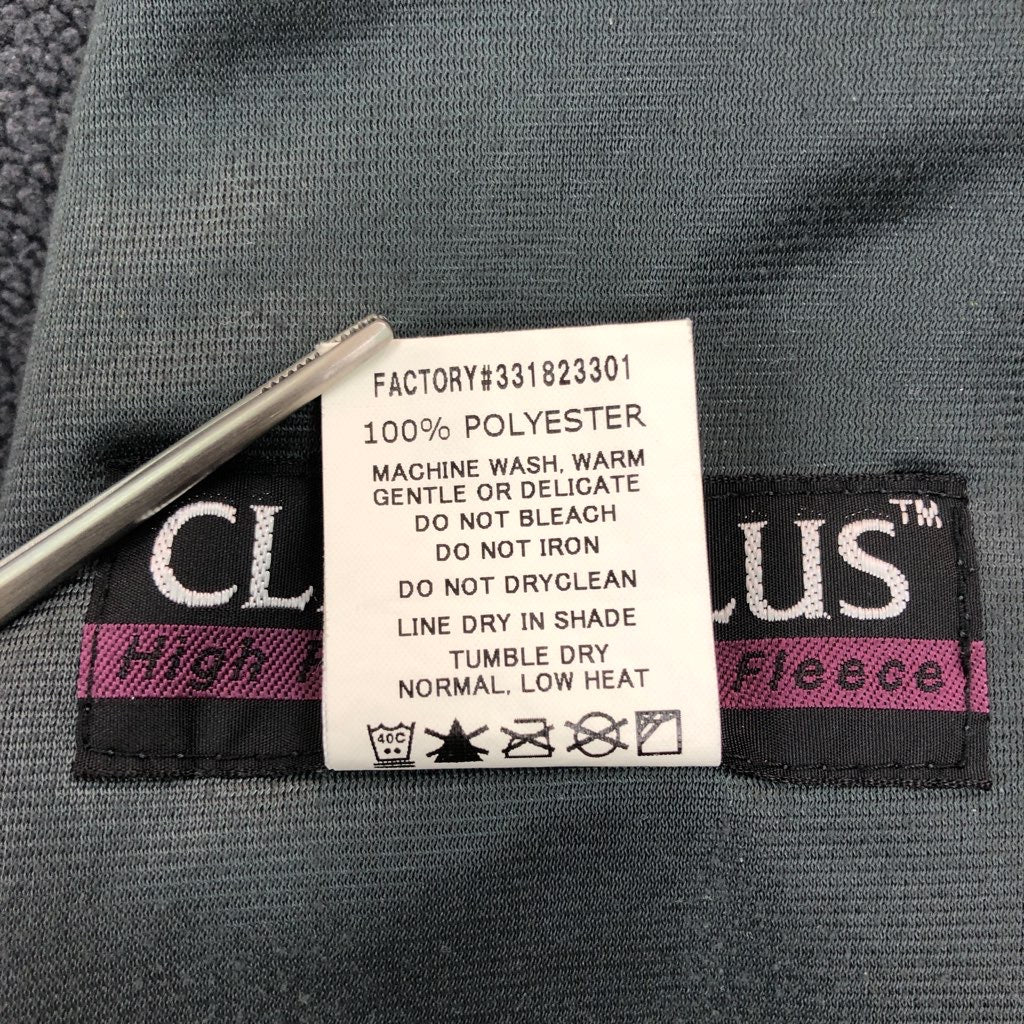 FACTORY#331823301
100% POLYESTER
MACHINE WASH, WARM
GENTLE OR DELICATE
DO NOT BLEACH
DO NOT IRON
DO NOT DRYCLEAN
LINE DRY IN SHADE
TUMBLE DRY
NORMAL, LOW HEAT
40C
LUS™
High Fleece